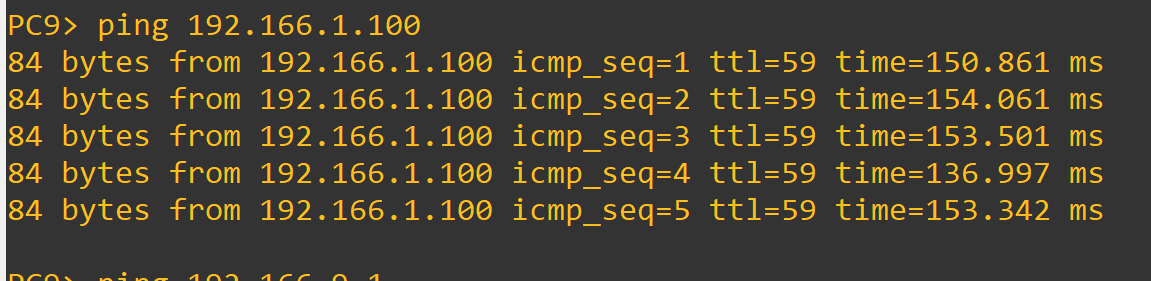 PC9> ping 192.166.1.100
84 bytes from 192.166.1.100 icmp_seq=1 ttl=59 time=150.861 ms
84 bytes from 192.166.1.100 icmp_seq=2 ttl=59 time=154.061 ms
84 bytes from 192.166.1.100 icmp_seq=3 ttl=59 time=153.501 ms
84 bytes from 192.166.1.100 icmp_seq=4 ttl=59 time=136.997 ms
84 bytes from 192.166.1.100 icmp_seq=5 ttl=59 time=153.342 ms
PC9> ping